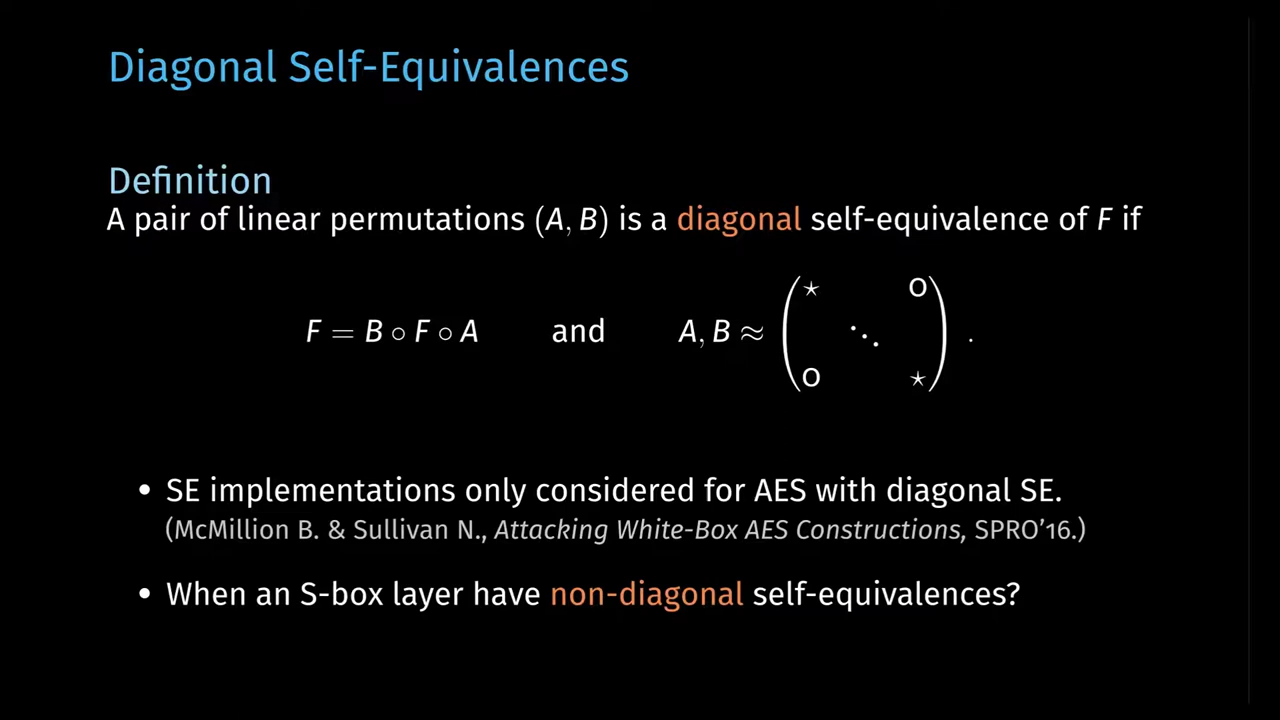 Diagonal Self-Equivalences
Definition
A pair of linear permutations (A, B) is a diagonal self-equivalence of F if
F = B ∘ F ∘ A and A, B ≈ ( ⋆ 0
⋱
0 ⋆ ) .
• SE implementations only considered for AES with diagonal SE.
(McMillion B. & Sullivan N., Attacking White-Box AES Constructions, SPRO'16.)
• When an S-box layer have non-diagonal self-equivalences?